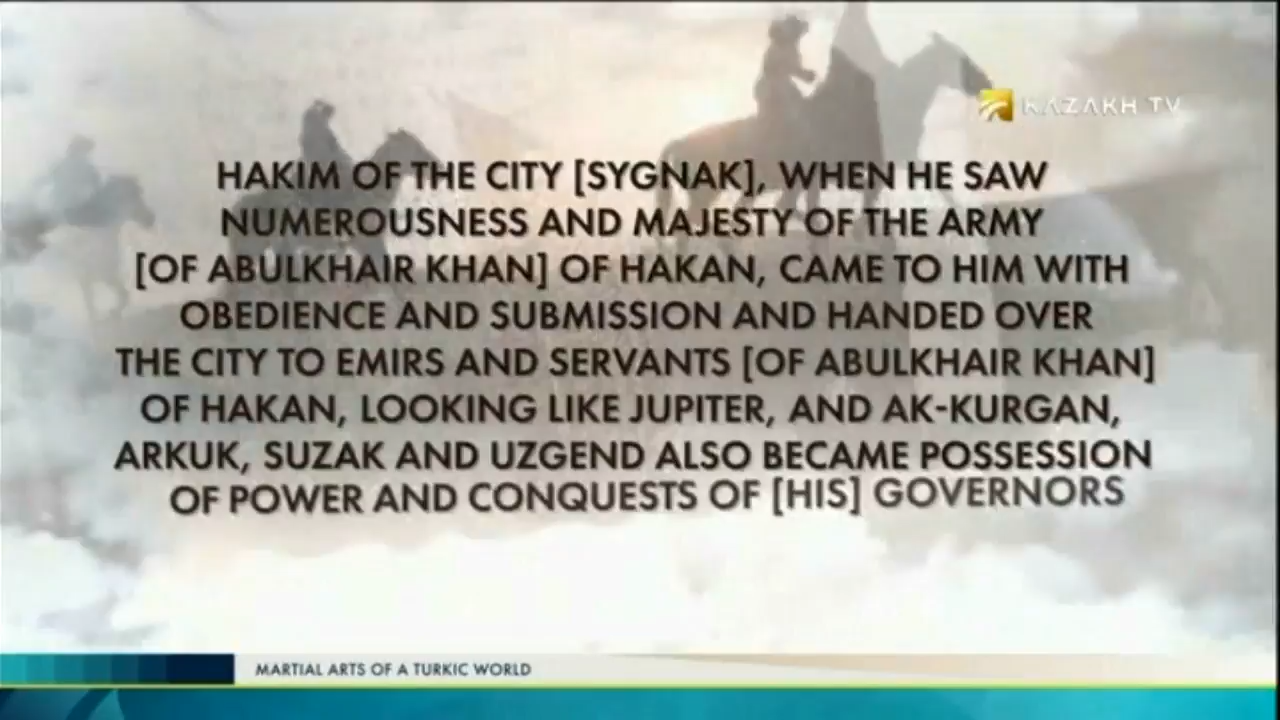 KAZAKH TV
HAKIM OF THE CITY [SYGNAK], WHEN HE SAW
NUMEROUSNESS AND MAJESTY OF THE ARMY
[OF ABULKHAIR KHAN] OF HAKAN, CAME TO HIM WITH
OBEDIENCE AND SUBMISSION AND HANDED OVER
THE CITY TO EMIRS AND SERVANTS [OF ABULKHAIR KHAN]
OF HAKAN, LOOKING LIKE JUPITER, AND AK-KURGAN,
ARKUK, SUZAK AND UZGEND ALSO BECAME POSSESSION
OF POWER AND CONQUESTS OF [HIS] GOVERNORS
MARTIAL ARTS OF A TURKIC WORLD